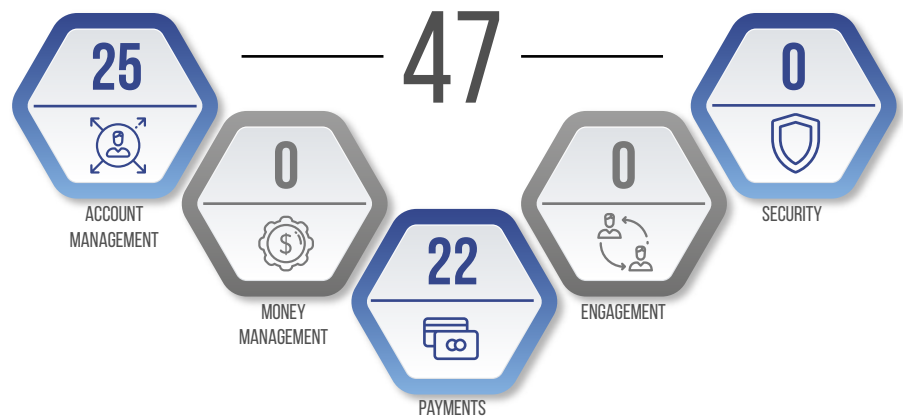 47
25
ACCOUNT
MANAGEMENT
0
$
MONEY
MANAGEMENT
22
PAYMENTS
0
ENGAGEMENT
0
SECURITY